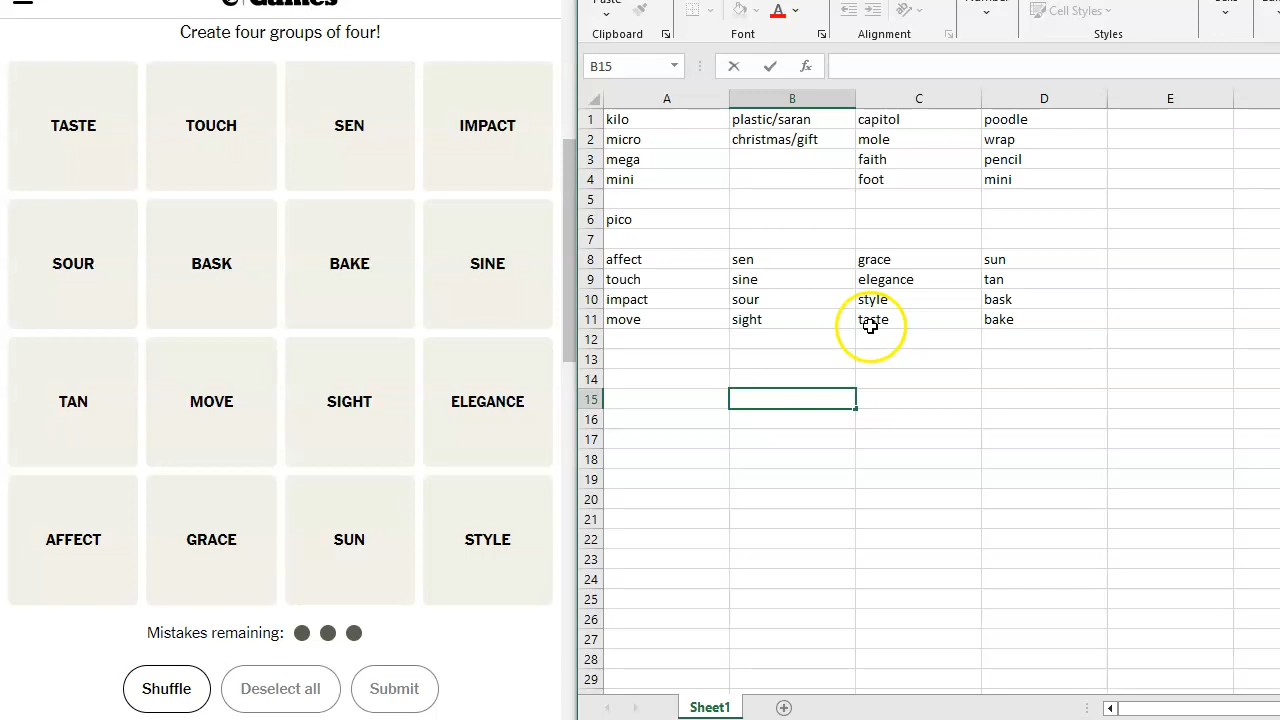 Games
Create four groups of four!
TASTE TOUCH SEN IMPACT
SOUR BASK BAKE SINE
TAN MOVE SIGHT ELEGANCE
AFFECT GRACE SUN STYLE
Mistakes remaining:
Shuffle Deselect all Submit
Paste A Number Cell Styles
Clipboard Font Alignment Styles
B15 fx
A B C D E
1 kilo plastic/saran capitol poodle
2 micro christmas/gift mole wrap
3 mega faith pencil
4 mini foot mini
5
6 pico
7
8 affect sen grace sun
9 touch sine elegance tan
10 impact sour style bask
11 move sight taste bake
12
13
14
15
16
17
18
19
20
21
22
23
24
25
26
27
28
29
Sheet1